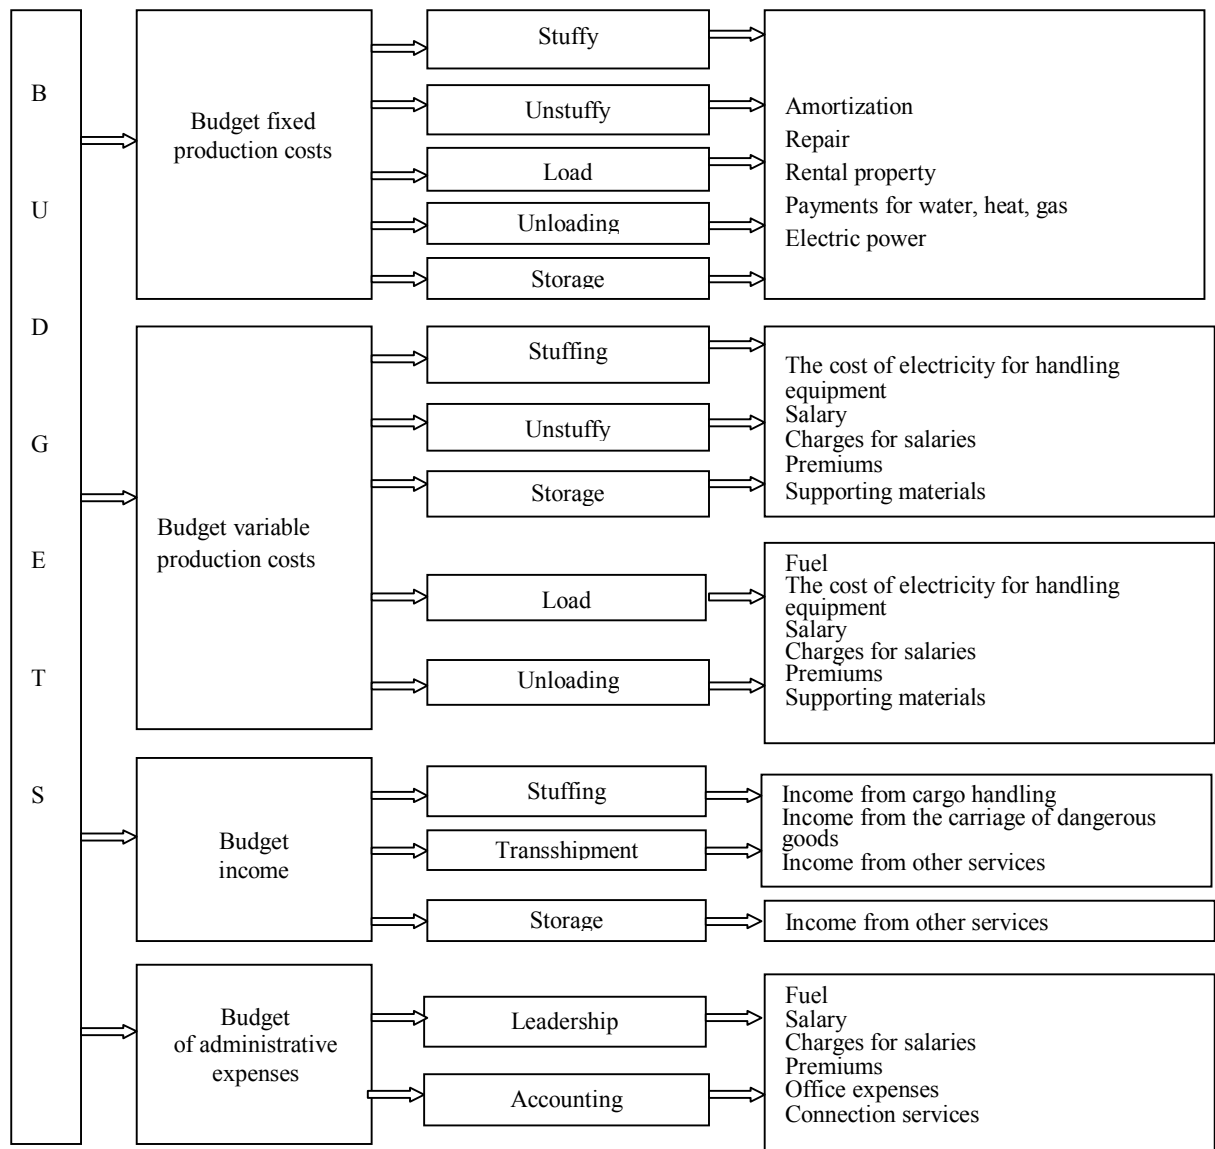 B
U
D
G
E
T
S
Budget fixed
production costs
Stuffy
Unstuffy
Load
Unloading
Storage
Amortization
Repair
Rental property
Payments for water, heat, gas
Electric power
Budget variable
production costs
Stuffing
Unstuffy
Storage
The cost of electricity for handling
equipment
Salary
Charges for salaries
Premiums
Supporting materials
Load
Unloading
Fuel
The cost of electricity for handling
equipment
Salary
Charges for salaries
Premiums
Supporting materials
Budget
income
Stuffing
Transshipment
Income from cargo handling
Income from the carriage of dangerous
goods
Income from other services
Storage
Income from other services
Budget
of administrative
expenses
Leadership
Accounting
Fuel
Salary
Charges for salaries
Premiums
Office expenses
Connection services